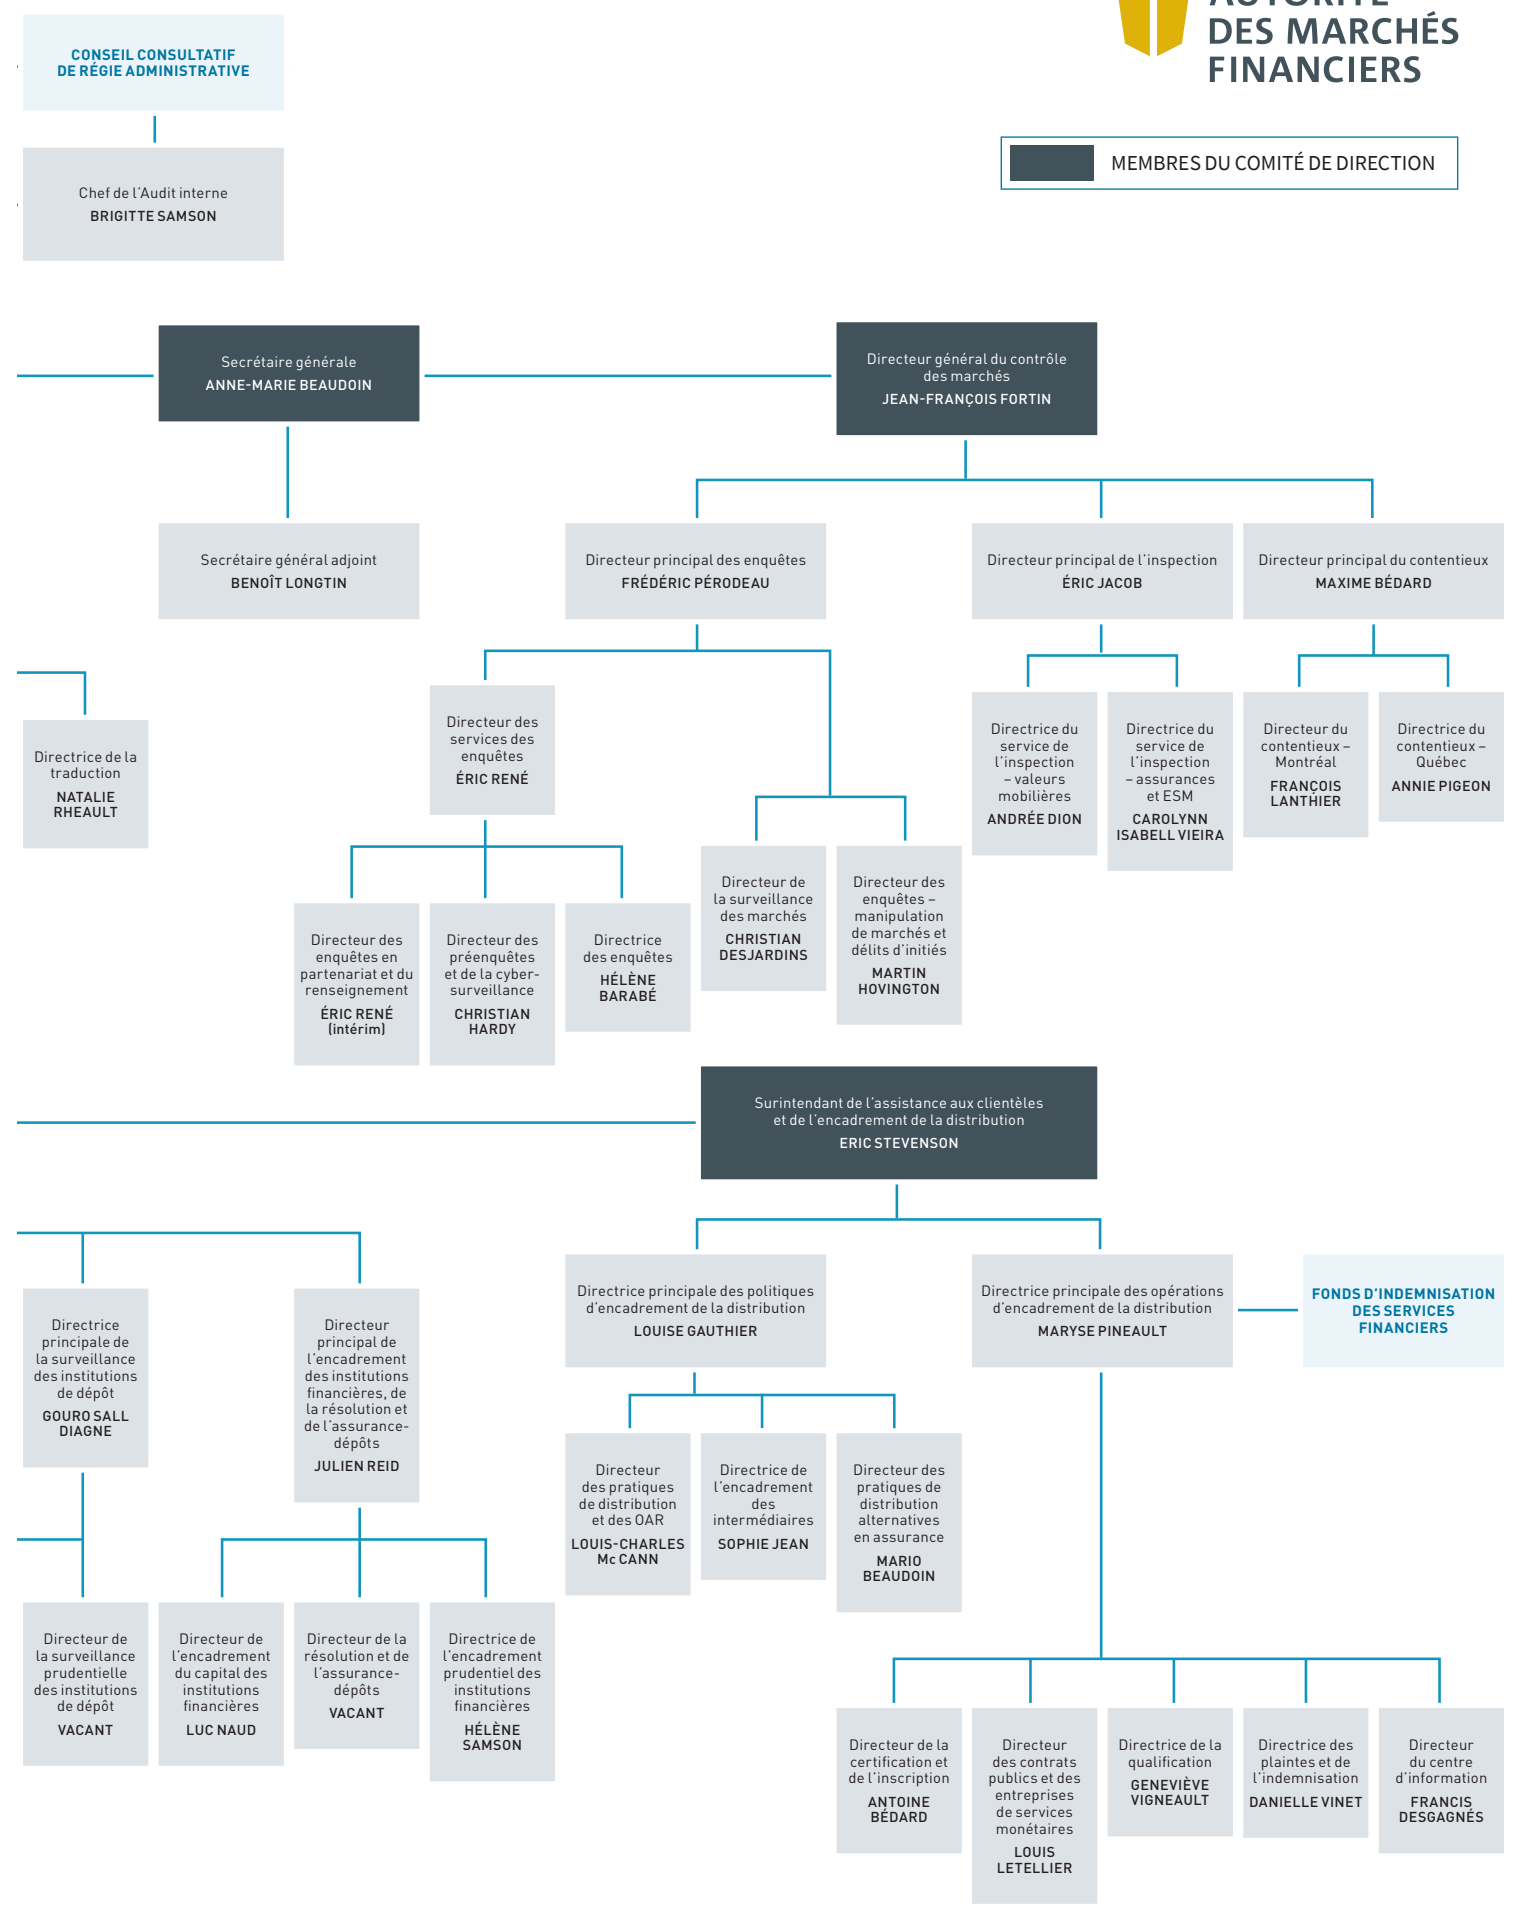 AUTORITÉ
DES MARCHÉS
FINANCIERS
CONSEIL CONSULTATIF
DE RÉGIE ADMINISTRATIVE
MEMBRES DU COMITÉ DE DIRECTION
Chef de l'Audit interne
BRIGITTE SAMSON
Secrétaire générale
ANNE-MARIE BEAUDOIN
Directeur général du contrôle
des marchés
JEAN-FRANÇOIS FORTIN
Secrétaire général adjoint
BENOÎT LONGTIN
Directeur principal des enquêtes
FRÉDÉRIC PÉRODEAU
Directeur principal de l'inspection
ÉRIC JACOB
Directeur principal du contentieux
MAXIME BÉDARD
Directrice de la
traduction
NATALIE
RHEAULT
Directeur des
services des
enquêtes
ÉRIC RENÉ
Directrice du
service de
l'inspection
– valeurs
mobilières
ANDRÉE DION
Directrice du
service de
l'inspection
– assurances
et ESM
CAROLYNN
ISABELL VIEIRA
Directeur du
contentieux –
Montréal
FRANÇOIS
LANTHIER
Directrice du
contentieux –
Québec
ANNIE PIGEON
Directeur des
enquêtes en
partenariat et du
renseignement
ÉRIC RENÉ
(intérim)
Directeur des
préenquêtes
et de la cyber-
surveillance
CHRISTIAN
HARDY
Directrice
des enquêtes
HÉLÈNE
BARABÉ
Directeur de
la surveillance
des marchés
CHRISTIAN
DESJARDINS
Directeur des
enquêtes –
manipulation
de marchés et
délits d'initiés
MARTIN
HOVINGTON
Surintendant de l'assistance aux clientèles
et de l'encadrement de la distribution
ERIC STEVENSON
Directrice
principale de
la surveillance
des institutions
de dépôt
GOURO SALL
DIAGNE
Directeur
principal de
l'encadrement
des institutions
financières, de
la résolution et
de l'assurance-
dépôts
JULIEN REID
Directrice principale des politiques
d'encadrement de la distribution
LOUISE GAUTHIER
Directrice principale des opérations
d'encadrement de la distribution
MARYSE PINEAULT
FONDS D'INDEMNISATION
DES SERVICES
FINANCIERS
Directeur
des pratiques
de distribution
et des OAR
LOUIS-CHARLES
Mc CANN
Directrice de
l'encadrement
des
intermédiaires
SOPHIE JEAN
Directeur des
pratiques de
distribution
alternatives
en assurance
MARIO
BEAUDOIN
Directeur de
la surveillance
prudentielle
des institutions
de dépôt
VACANT
Directeur de
l'encadrement
du capital des
institutions
financières
LUC NAUD
Directeur de la
résolution et de
l'assurance-
dépôts
VACANT
Directrice de
l'encadrement
prudentiel des
institutions
financières
HÉLÈNE
SAMSON
Directeur de la
certification et
de l'inscription
ANTOINE
BÉDARD
Directeur
des contrats
publics et des
entreprises
de services
monétaires
LOUIS
LETELLIER
Directrice de la
qualification
GENEVIÈVE
VIGNEAULT
Directrice des
plaintes et de
l'indemnisation
DANIELLE VINET
Directeur
du centre
d'information
FRANCIS
DESGAGNÉS